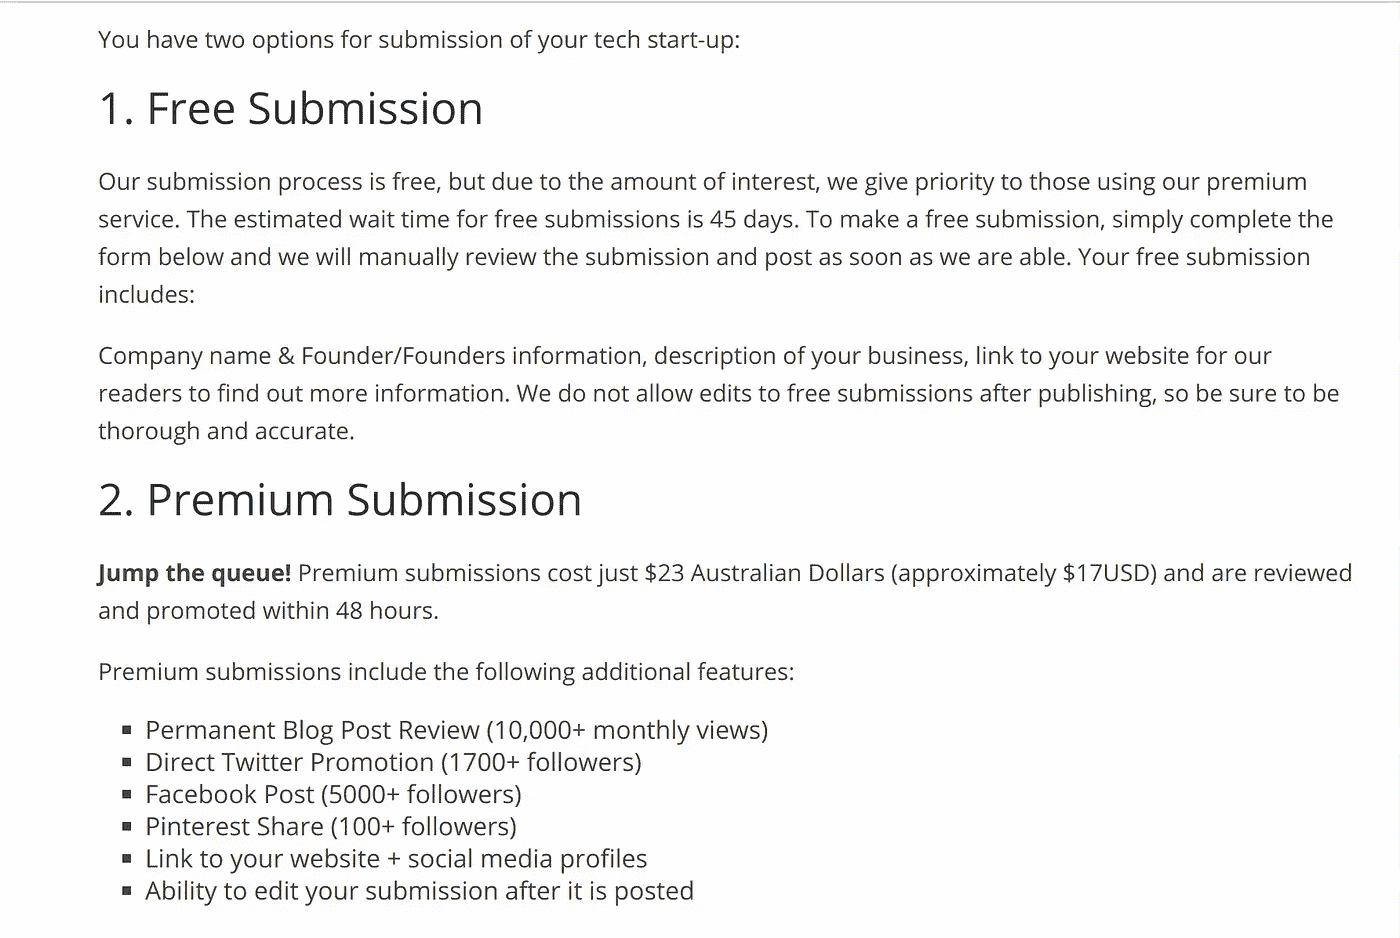 You have two options for submission of your tech start-up:
1. Free Submission
Our submission process is free, but due to the amount of interest, we give priority to those using our premium
service. The estimated wait time for free submissions is 45 days. To make a free submission, simply complete the
form below and we will manually review the submission and post as soon as we are able. Your free submission
includes:
Company name & Founder/Founders information, description of your business, link to your website for our
readers to find out more information. We do not allow edits to free submissions after publishing, so be sure to be
thorough and accurate.
2. Premium Submission
Jump the queue! Premium submissions cost just $23 Australian Dollars (approximately $17USD) and are reviewed
and promoted within 48 hours.
Premium submissions include the following additional features:
▪ Permanent Blog Post Review (10,000+ monthly views)
▪ Direct Twitter Promotion (1700+ followers)
▪ Facebook Post (5000+ followers)
▪ Pinterest Share (100+ followers)
▪ Link to your website + social media profiles
▪ Ability to edit your submission after it is posted